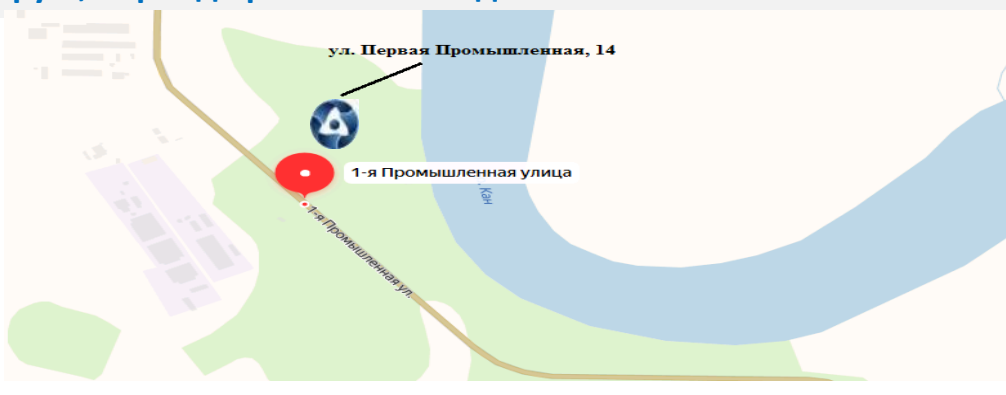 ул. Первая Промышленная, 14
1-я Промышленная улица
Кан
1-я Промышленная ул.